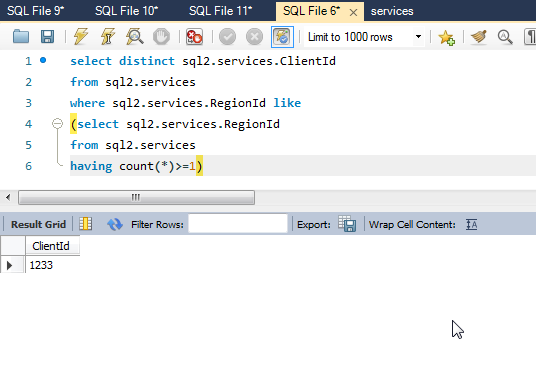 SQL File 9* SQL File 10* SQL File 11* SQL File 6* × services
Limit to 1000 rows
1 select distinct sql2.services.ClientId
2 from sql2.services
3 where sql2.services.RegionId like
4 (select sql2.services.RegionId
5 from sql2.services
6 having count(*)>=1)
Result Grid Filter Rows: Export: Wrap Cell Content: IA
ClientId
1233